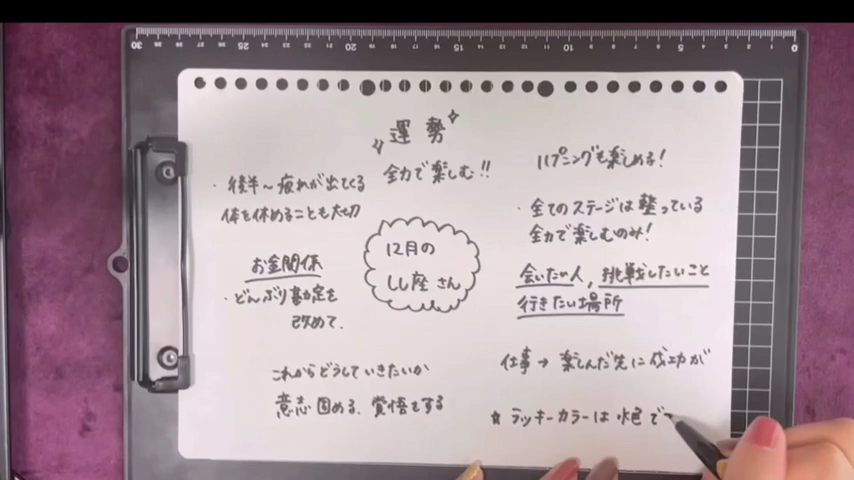 運勢
全力で楽しむ!!
・後半〜疲れが出てくる
体を休めることも大切
お金関係
・どんぶり勘定を
改めて.
12月の
しし座さん
ハプニングも楽しめる!
・全てのステージは整っている
全力で楽しむのみ!
会いたい人, 挑戦したいこと
行きたい場所
仕事→楽しんだ先に成功が
これからどうしていきたいか
意志固める. 覚悟をする
☆ ラッキーカラーは水色で
30 25 20 15 10 5 0